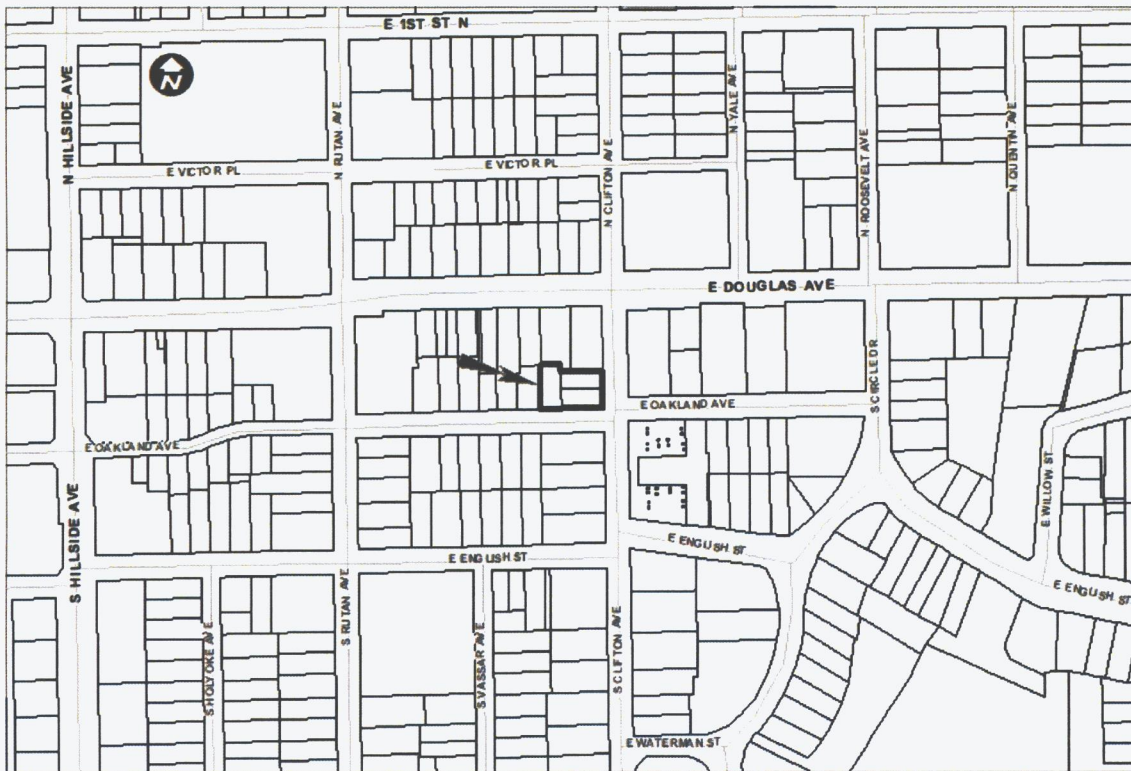 E 1ST ST N
N HILLSIDE AVE
N
N RUTAN AVE
N YALE AVE
N CLIFTON AVE
N ROOSEVELT AVE
N QUENTIN AVE
E VICTOR PL
E VICTOR PL
E DOUGLAS AVE
S CIRCLE DR
E OAKLAND AVE
E OAKLAND AVE
E WILLOW ST
S HILLSIDE AVE
E ENGLISH ST
E ENGLISH ST
E ENGLISH ST
S HOLYOKE AVE
S RUTAN AVE
S VASSAR AVE
S CLIFTON AVE
E WATERMAN ST